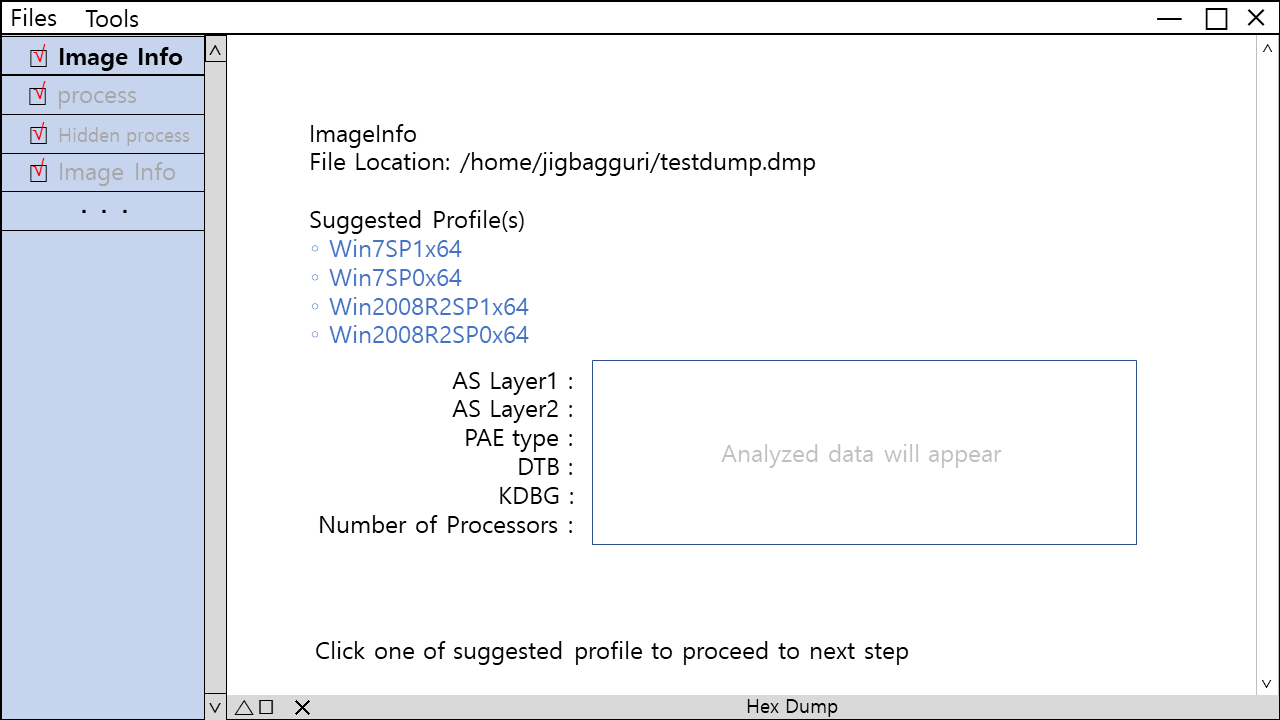 Files Tools
Image Info
process
Hidden process
Image Info
. . .
ImageInfo
File Location: /home/jigbagguri/testdump.dmp
Suggested Profile(s)
◦ Win7SP1x64
◦ Win7SP0x64
◦ Win2008R2SP1x64
◦ Win2008R2SP0x64
AS Layer1 :
AS Layer2 :
PAE type :
DTB :
KDBG :
Number of Processors :
Analyzed data will appear
Click one of suggested profile to proceed to next step
Hex Dump